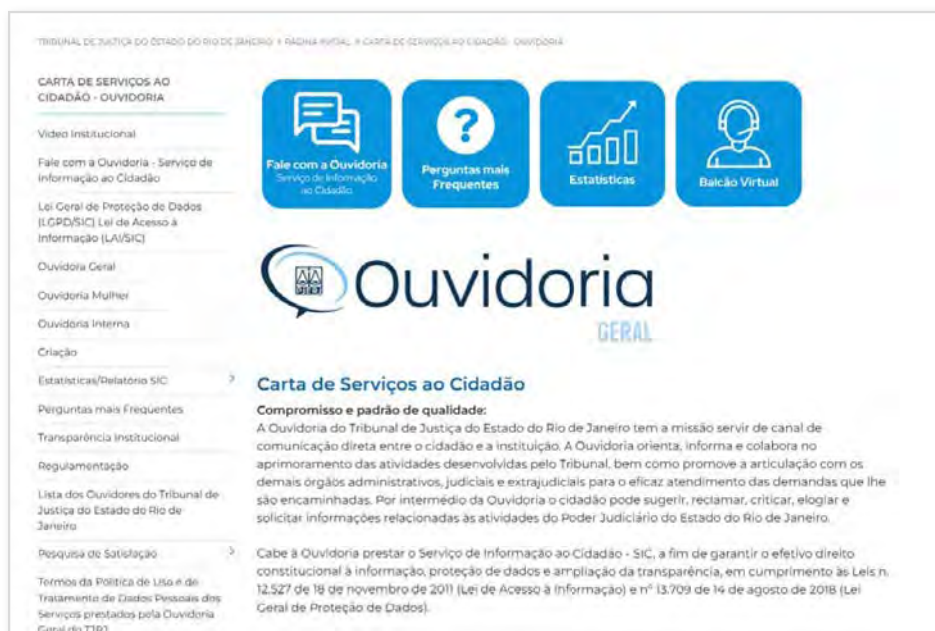 TRIBUNAL DE JUSTIÇA DO ESTADO DO RIO DE JANEIRO > PÁGINA INICIAL > CARTA DE SERVIÇOS AO CIDADÃO - OUVIDORIA
CARTA DE SERVIÇOS AO
CIDADÃO - OUVIDORIA
Vídeo Institucional
Fale com a Ouvidoria - Serviço de
Informação ao Cidadão
Lei Geral de Proteção de Dados
(LGPD/SIC) Lei de Acesso à
Informação (LAI/SIC)
Ouvidora Geral
Ouvidoria Mulher
Ouvidoria Interna
Criação
Estatísticas/Relatório SIC
Perguntas mais Frequentes
Transparência Institucional
Regulamentação
Lista dos Ouvidores do Tribunal de
Justiça do Estado do Rio de
Janeiro
Pesquisa de Satisfação
Termos da Política de Uso e de
Tratamento de Dados Pessoais dos
Serviços prestados pela Ouvidoria
Geral do TJRJ
Fale com a Ouvidoria
Serviço de Informação
ao Cidadão
Perguntas mais
Frequentes
Estatísticas
Balcão Virtual
PJERJ
Ouvidoria
GERAL
Carta de Serviços ao Cidadão
Compromisso e padrão de qualidade:
A Ouvidoria do Tribunal de Justiça do Estado do Rio de Janeiro tem a missão servir de canal de
comunicação direta entre o cidadão e a instituição. A Ouvidoria orienta, informa e colabora no
aprimoramento das atividades desenvolvidas pelo Tribunal, bem como promove a articulação com os
demais órgãos administrativos, judiciais e extrajudiciais para o eficaz atendimento das demandas que lhe
são encaminhadas. Por intermédio da Ouvidoria o cidadão pode sugerir, reclamar, criticar, elogiar e
solicitar informações relacionadas às atividades do Poder Judiciário do Estado do Rio de Janeiro.
Cabe à Ouvidoria prestar o Serviço de Informação ao Cidadão - SIC, a fim de garantir o efetivo direito
constitucional à informação, proteção de dados e ampliação da transparência, em cumprimento às Leis n.
12.527 de 18 de novembro de 2011 (Lei de Acesso à Informação) e nº 13.709 de 14 de agosto de 2018 (Lei
Geral de Proteção de Dados).